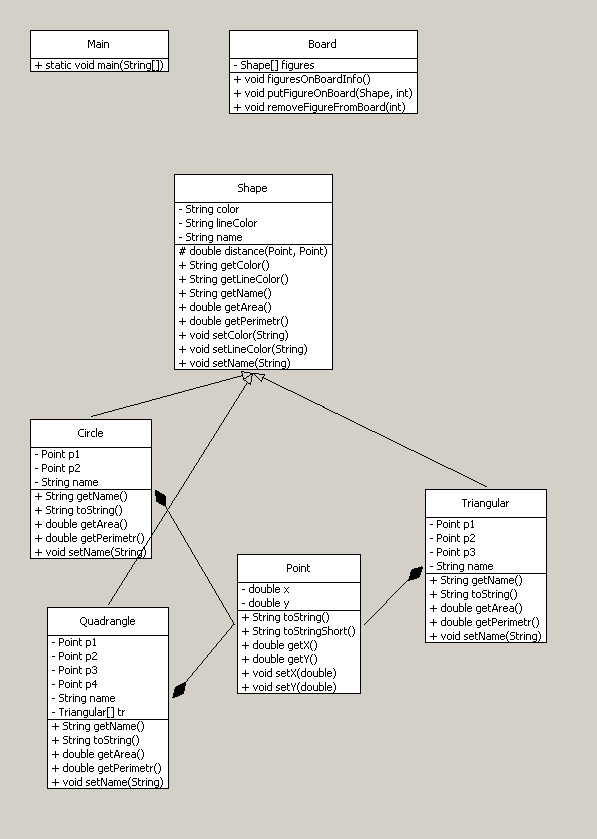 Main
+ static void main(String[])
Board
- Shape[] figures
+ void figuresOnBoardInfo()
+ void putFigureOnBoard(Shape, int)
+ void removeFigureFromBoard(int)
Shape
- String color
- String lineColor
- String name
# double distance(Point, Point)
+ String getColor()
+ String getLineColor()
+ String getName()
+ double getArea()
+ double getPerimetr()
+ void setColor(String)
+ void setLineColor(String)
+ void setName(String)
Circle
- Point p1
- Point p2
- String name
+ String getName()
+ String toString()
+ double getArea()
+ double getPerimetr()
+ void setName(String)
Triangular
- Point p1
- Point p2
- Point p3
- String name
+ String getName()
+ String toString()
+ double getArea()
+ double getPerimetr()
+ void setName(String)
Point
- double x
- double y
+ String toString()
+ String toStringShort()
+ double getX()
+ double getY()
+ void setX(double)
+ void setY(double)
Quadrangle
- Point p1
- Point p2
- Point p3
- Point p4
- String name
- Triangular[] tr
+ String getName()
+ String toString()
+ double getArea()
+ double getPerimetr()
+ void setName(String)